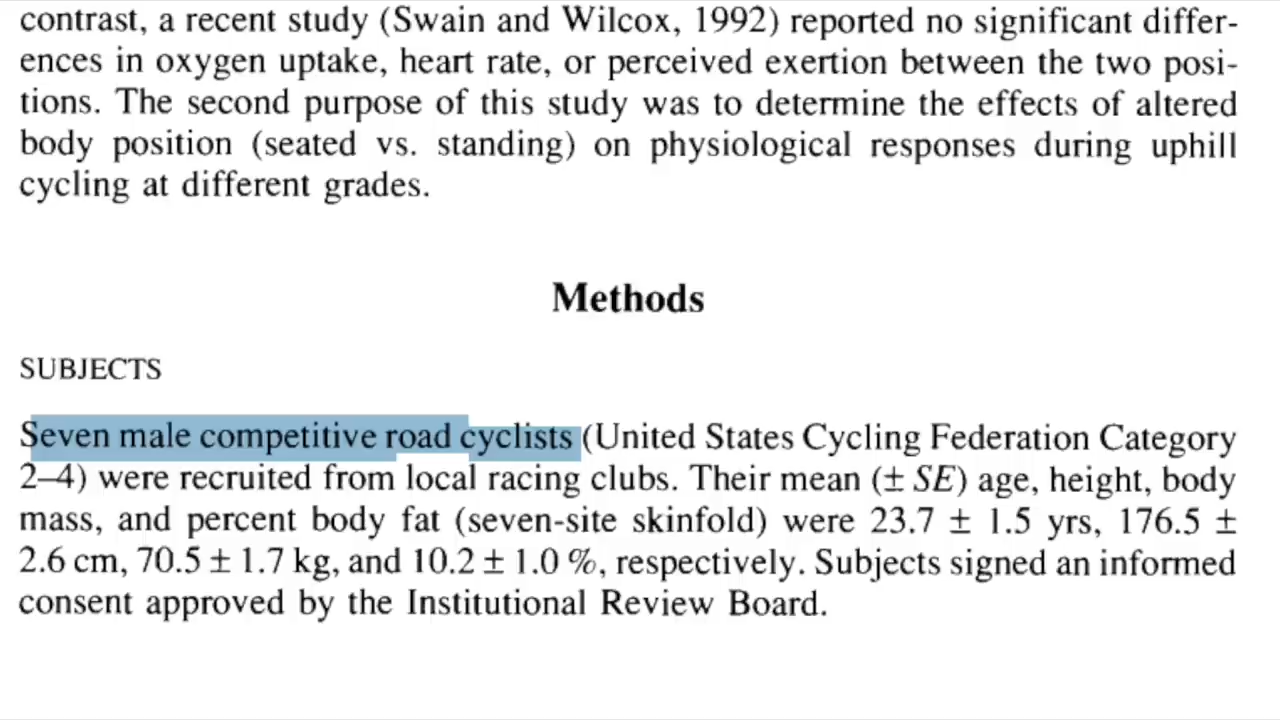 contrast, a recent study (Swain and Wilcox, 1992) reported no significant differ-
ences in oxygen uptake, heart rate, or perceived exertion between the two posi-
tions. The second purpose of this study was to determine the effects of altered
body position (seated vs. standing) on physiological responses during uphill
cycling at different grades.
Methods
SUBJECTS
Seven male competitive road cyclists (United States Cycling Federation Category
2–4) were recruited from local racing clubs. Their mean (± SE) age, height, body
mass, and percent body fat (seven-site skinfold) were 23.7 ± 1.5 yrs, 176.5 ±
2.6 cm, 70.5 ± 1.7 kg, and 10.2 ± 1.0 %, respectively. Subjects signed an informed
consent approved by the Institutional Review Board.